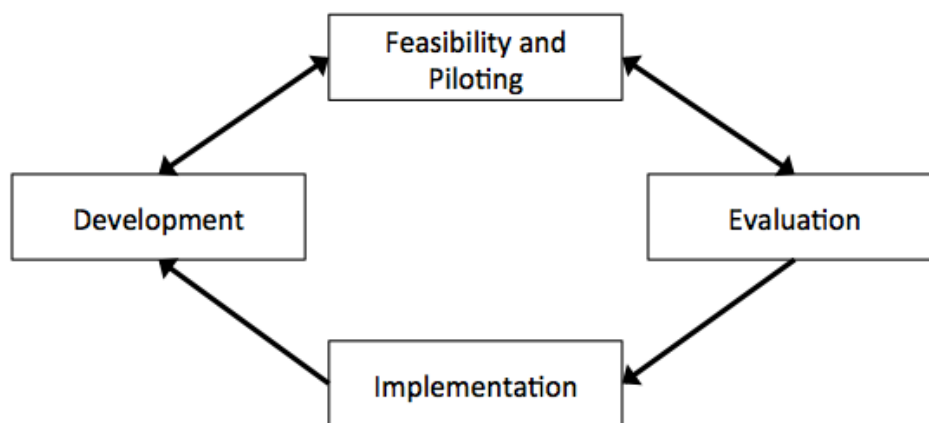 Feasibility and
Piloting
Development
Evaluation
Implementation